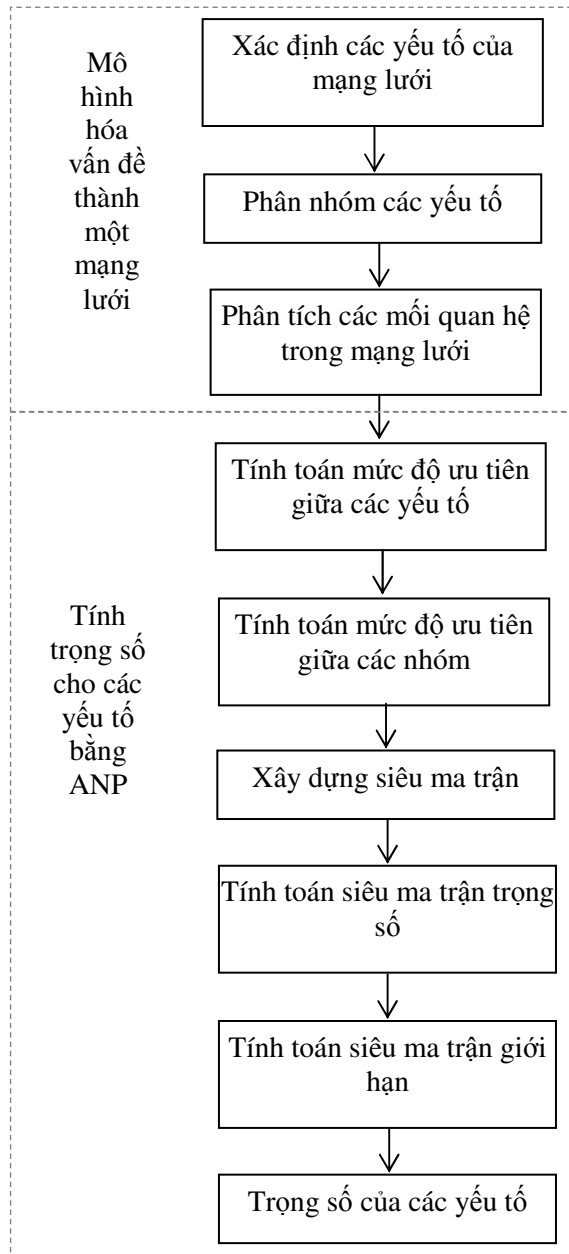 Mô
hình
hóa
vấn đề
thành
một
mạng
lưới
Xác định các yếu tố của
mạng lưới
Phân nhóm các yếu tố
Phân tích các mối quan hệ
trong mạng lưới
Tính
trọng số
cho các
yếu tố
bằng
ANP
Tính toán mức độ ưu tiên
giữa các yếu tố
Tính toán mức độ ưu tiên
giữa các nhóm
Xây dựng siêu ma trận
Tính toán siêu ma trận trọng
số
Tính toán siêu ma trận giới
hạn
Trọng số của các yếu tố